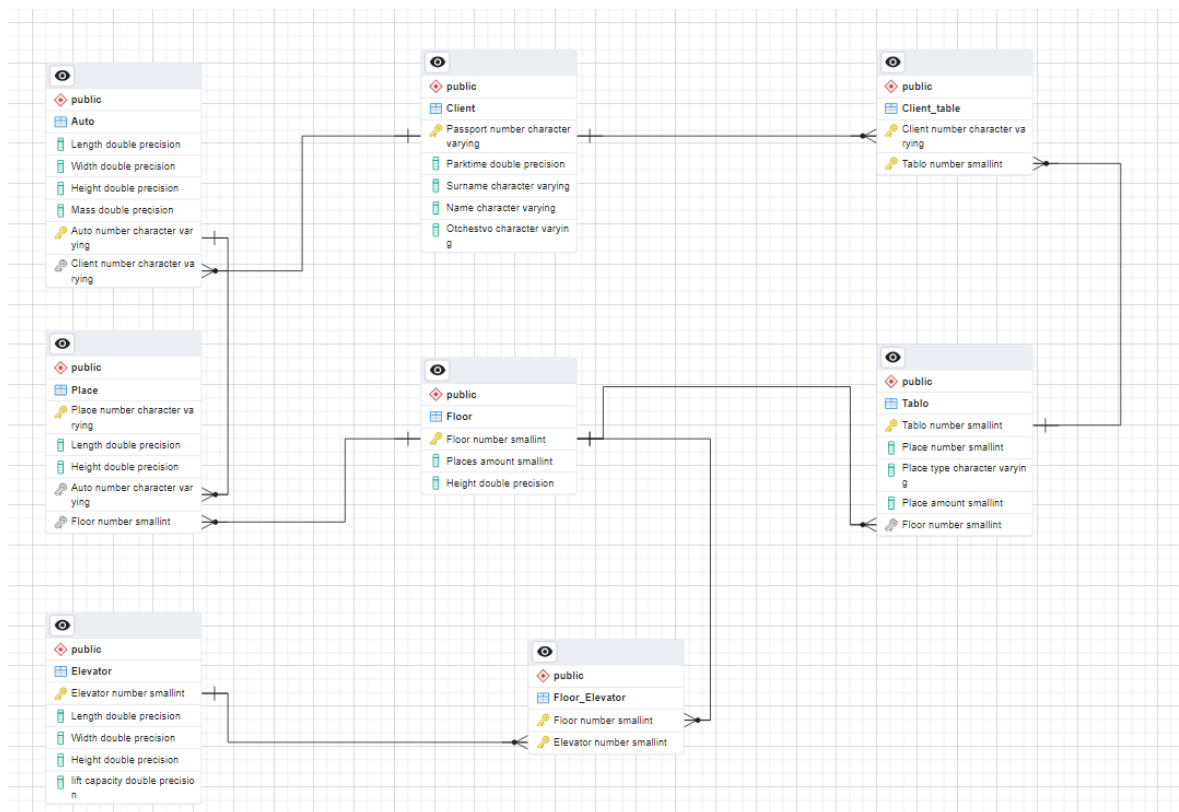 public
Auto
Length double precision
Width double precision
Height double precision
Mass double precision
Auto number character var
ying
Client number character va
rying
public
Client
Passport number character
varying
Parktime double precision
Surname character varying
Name character varying
Otchestvo character varyin
g
public
Client_table
Client number character va
rying
Tablo number smallint
public
Place
Place number character va
rying
Length double precision
Height double precision
Auto number character var
ying
Floor number smallint
public
Floor
Floor number smallint
Places amount smallint
Height double precision
public
Tablo
Tablo number smallint
Place number smallint
Place type character varyin
g
Place amount smallint
Floor number smallint
public
Elevator
Elevator number smallint
Length double precision
Width double precision
Height double precision
lift capacity double precisio
n
public
Floor_Elevator
Floor number smallint
Elevator number smallint